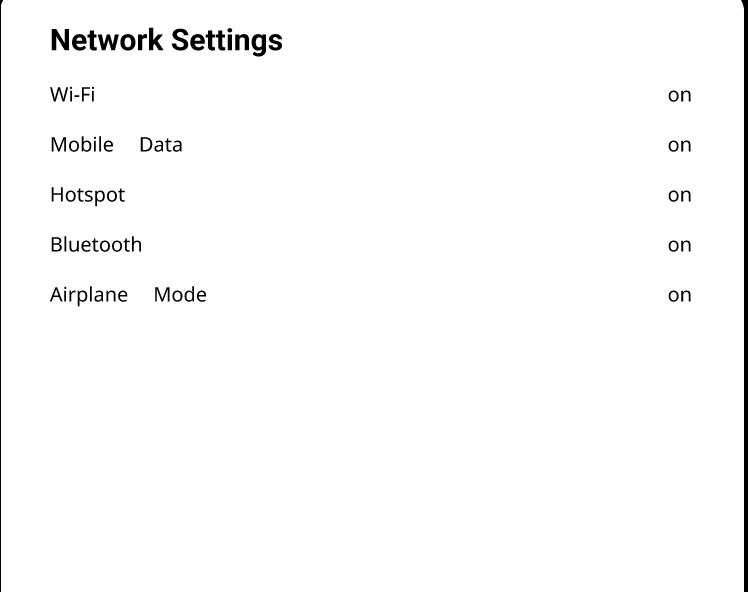 Network Settings
Wi-Fi on
Mobile Data on
Hotspot on
Bluetooth on
Airplane Mode on